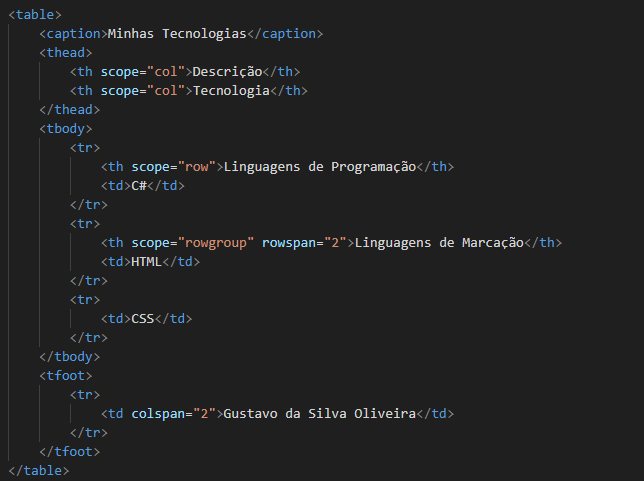 <table>
    <caption>Minhas Tecnologias</caption>
    <thead>
        <th scope="col">Descrição</th>
        <th scope="col">Tecnologia</th>
    </thead>
    <tbody>
        <tr>
            <th scope="row">Linguagens de Programação</th>
            <td>C#</td>
        </tr>
        <tr>
            <th scope="rowgroup" rowspan="2">Linguagens de Marcação</th>
            <td>HTML</td>
        </tr>
        <tr>
            <td>CSS</td>
        </tr>
    </tbody>
    <tfoot>
        <tr>
            <td colspan="2">Gustavo da Silva Oliveira</td>
        </tr>
    </tfoot>
</table>